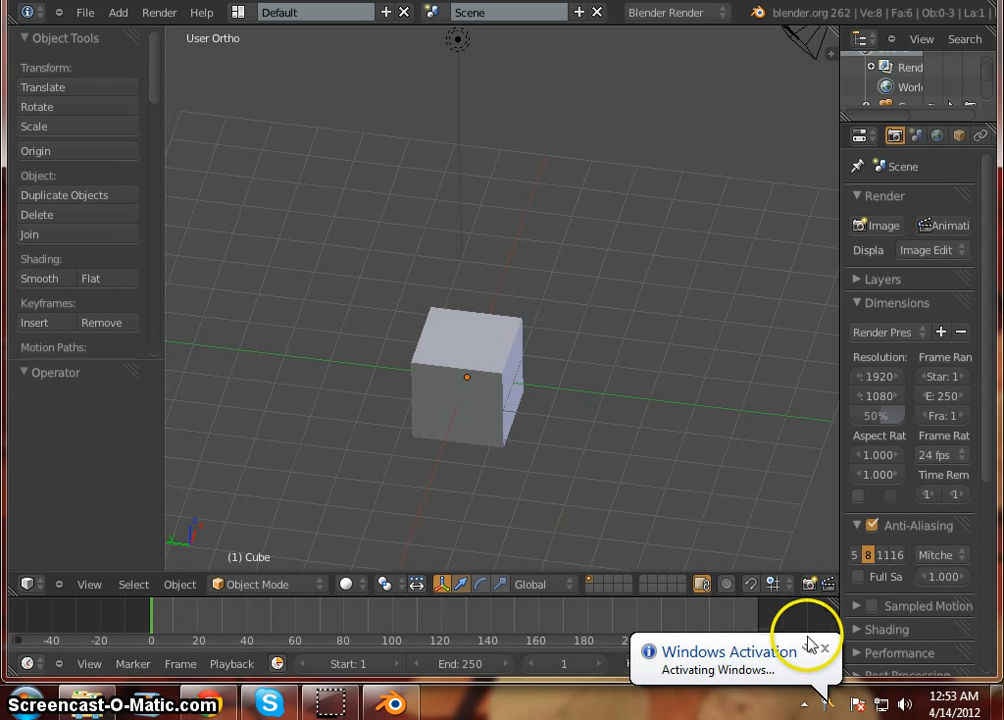 File Add Render Help Default Scene Blender Render blender.org 262 | Ve:8 | Fa:6 | Ob:0-3 | La:1 |
Object Tools
Transform:
Translate
Rotate
Scale
Origin
Object:
Duplicate Objects
Delete
Join
Shading:
Smooth Flat
Keyframes:
Insert Remove
Motion Paths:
Operator
User Ortho
(1) Cube
View Select Object Object Mode Global
-40 -20 0 20 40 60 80 100 120 140 160 180 200
View Marker Frame Playback Start: 1 End: 250 1
View Search
Rend
World
Scene
Render
Image Animati
Displa Image Edit
Layers
Dimensions
Render Pres
Resolution: Frame Ran
: 1920 Star: 1
: 1080 E: 250
50% Fra: 1
Aspect Rat Frame Rat
1.000 24 fps
1.000 Time Rem
1 1
Anti-Aliasing
5 8 1116 Mitche
Full Sa 1.000
Sampled Motion
Shading
Performance
Windows Activation
Activating Windows...
Screencast-O-Matic.com
12:53 AM
4/14/2012